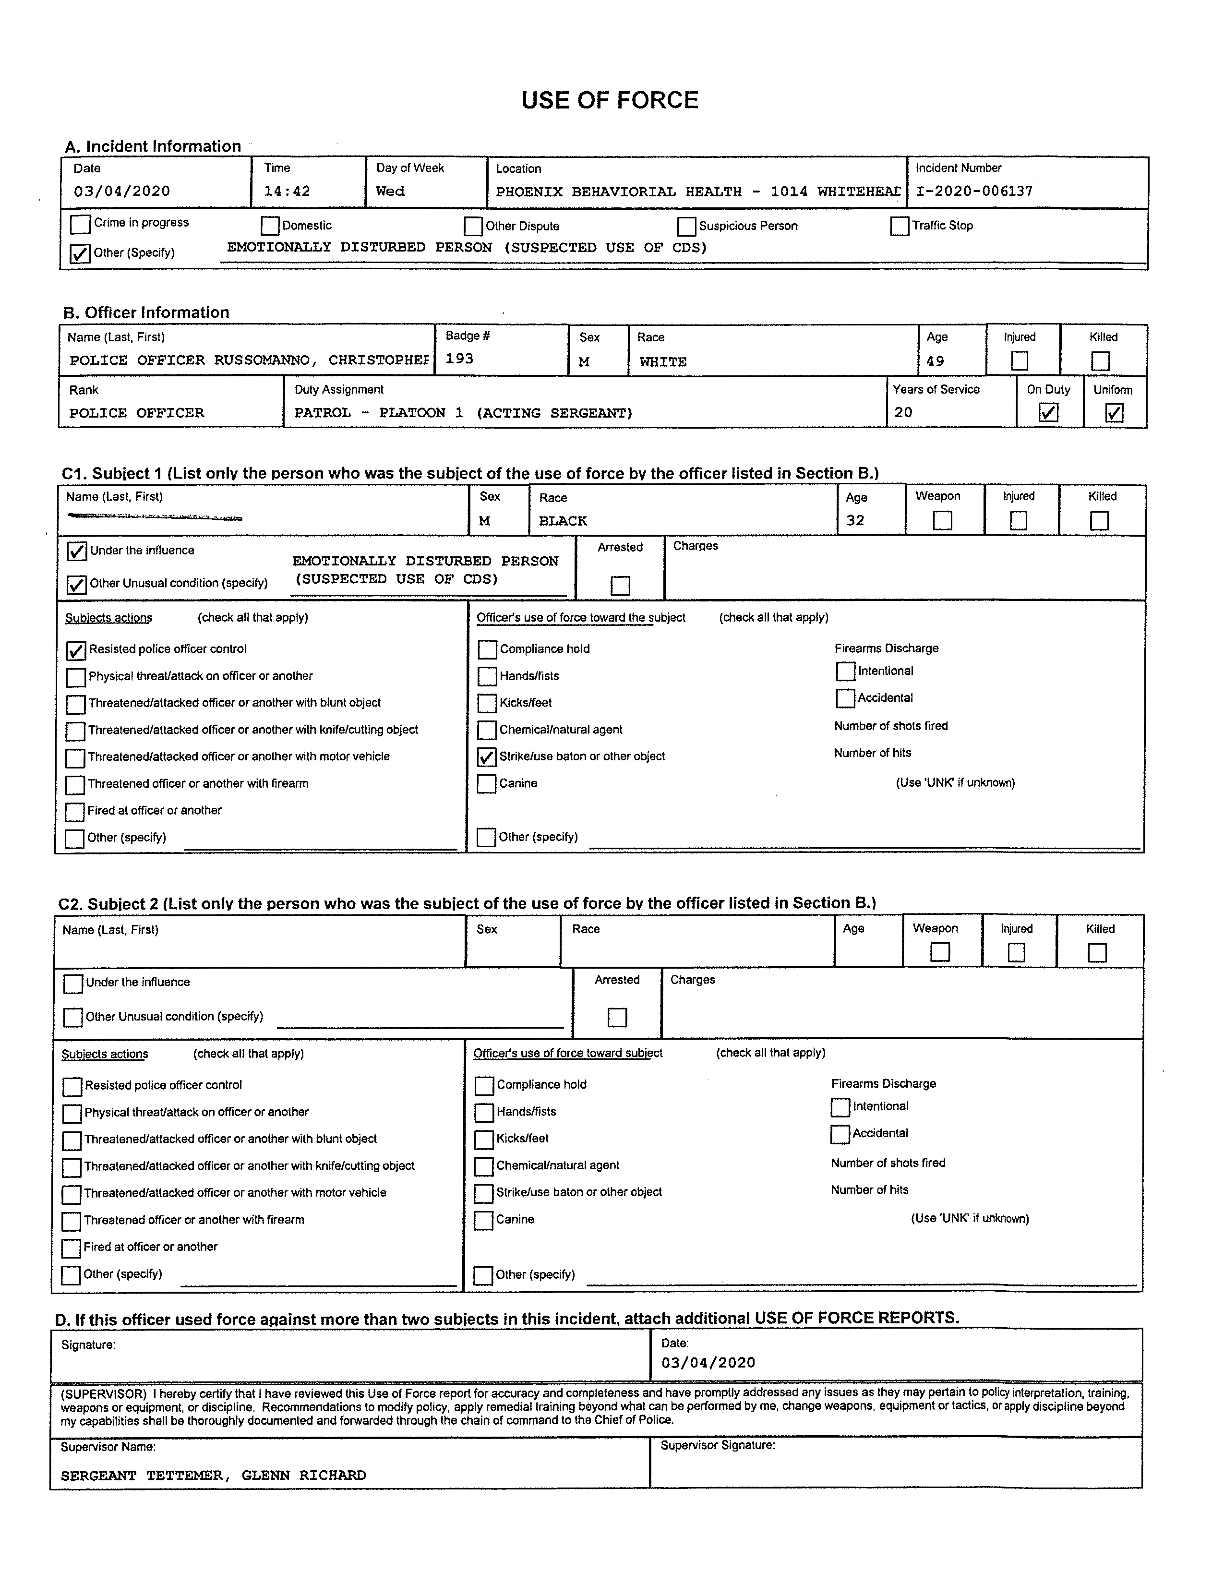 USE OF FORCE
A. Incident Information
Date Time Day of Week Location Incident Number
03/04/2020 14:42 Wed PHOENIX BEHAVIORIAL HEALTH - 1014 WHITEHEAD I-2020-006137
Crime in progress Domestic Other Dispute Suspicious Person Traffic Stop
Other (Specify) EMOTIONALLY DISTURBED PERSON (SUSPECTED USE OF CDS)
B. Officer Information
Name (Last, First) Badge # Sex Race Age Injured Killed
POLICE OFFICER RUSSOMANNO, CHRISTOPHER 193 M WHITE 49
Rank Duty Assignment Years of Service On Duty Uniform
POLICE OFFICER PATROL - PLATOON 1 (ACTING SERGEANT) 20
C1. Subject 1 (List only the person who was the subject of the use of force by the officer listed in Section B.)
Name (Last, First) Sex Race Age Weapon Injured Killed
M BLACK 32
Under the influence Arrested Charges
EMOTIONALLY DISTURBED PERSON
Other Unusual condition (specify) (SUSPECTED USE OF CDS)
Subjects actions (check all that apply) Officer's use of force toward the subject (check all that apply)
Resisted police officer control Compliance hold Firearms Discharge
Physical threat/attack on officer or another Hands/fists Intentional
Threatened/attacked officer or another with blunt object Kicks/feet Accidental
Threatened/attacked officer or another with knife/cutting object Chemical/natural agent Number of shots fired
Threatened/attacked officer or another with motor vehicle Strike/use baton or other object Number of hits
Threatened officer or another with firearm Canine (Use 'UNK' if unknown)
Fired at officer or another
Other (specify) Other (specify)
C2. Subject 2 (List only the person who was the subject of the use of force by the officer listed in Section B.)
Name (Last, First) Sex Race Age Weapon Injured Killed
Under the influence Arrested Charges
Other Unusual condition (specify)
Subjects actions (check all that apply) Officer's use of force toward subject (check all that apply)
Resisted police officer control Compliance hold Firearms Discharge
Physical threat/attack on officer or another Hands/fists Intentional
Threatened/attacked officer or another with blunt object Kicks/feet Accidental
Threatened/attacked officer or another with knife/cutting object Chemical/natural agent Number of shots fired
Threatened/attacked officer or another with motor vehicle Strike/use baton or other object Number of hits
Threatened officer or another with firearm Canine (Use 'UNK' if unknown)
Fired at officer or another
Other (specify) Other (specify)
D. If this officer used force against more than two subjects in this incident, attach additional USE OF FORCE REPORTS.
Signature: Date:
03/04/2020
(SUPERVISOR) I hereby certify that I have reviewed this Use of Force report for accuracy and completeness and have promptly addressed any issues as they may pertain to policy interpretation, training,
weapons or equipment, or discipline. Recommendations to modify policy, apply remedial training beyond what can be performed by me, change weapons, equipment or tactics, or apply discipline beyond
my capabilities shall be thoroughly documented and forwarded through the chain of command to the Chief of Police.
Supervisor Name: Supervisor Signature:
SERGEANT TETTEMER, GLENN RICHARD